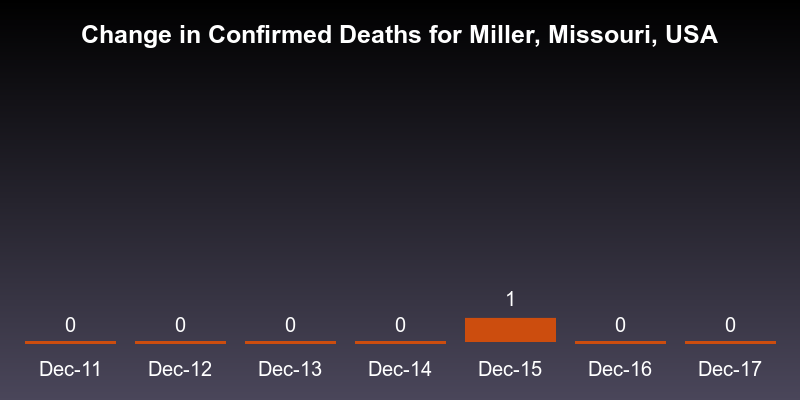 Change in Confirmed Deaths for Miller, Missouri, USA
0 0 0 0 1 0 0
Dec-11 Dec-12 Dec-13 Dec-14 Dec-15 Dec-16 Dec-17